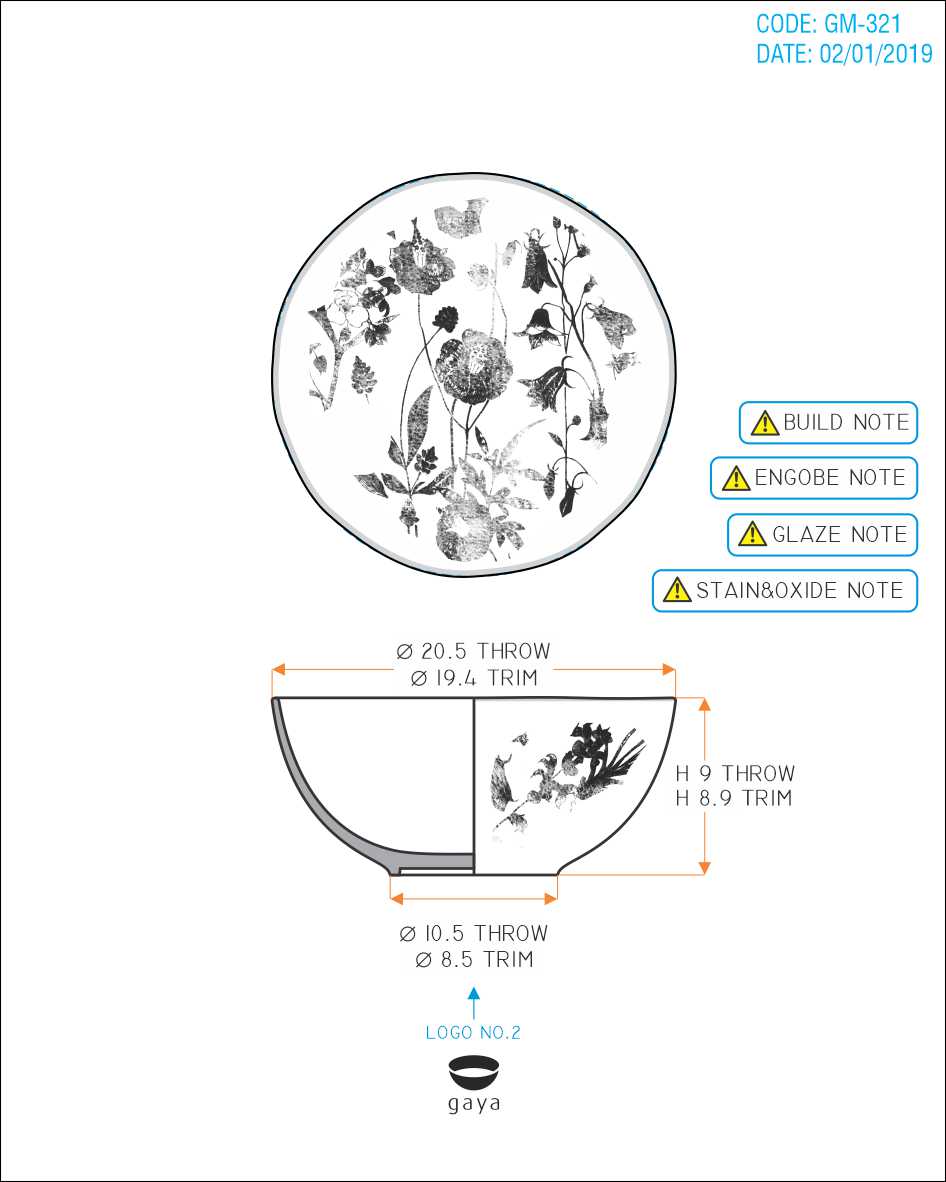 CODE: GM-321
DATE: 02/01/2019
BUILD NOTE
ENGOBE NOTE
GLAZE NOTE
STAIN&OXIDE NOTE
Ø 20.5 THROW
Ø 19.4 TRIM
H 9 THROW
H 8.9 TRIM
Ø 10.5 THROW
Ø 8.5 TRIM
LOGO NO.2
gaya